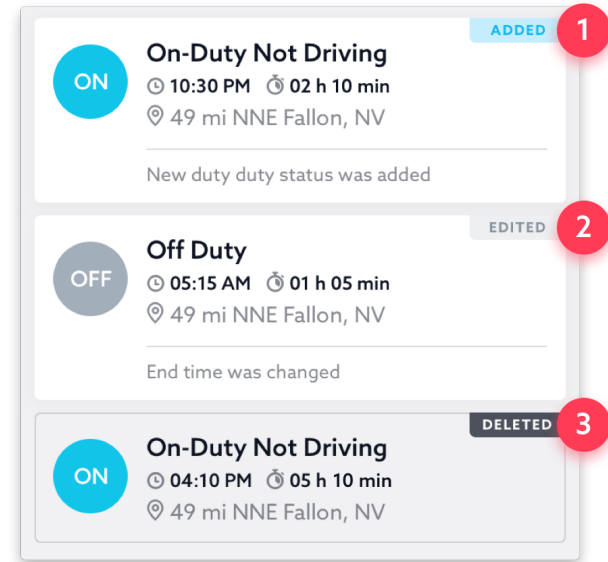 ADDED 1
On-Duty Not Driving
ON
10:30 PM 02 h 10 min
49 mi NNE Fallon, NV
New duty duty status was added
EDITED 2
Off Duty
OFF
05:15 AM 01 h 05 min
49 mi NNE Fallon, NV
End time was changed
DELETED 3
On-Duty Not Driving
ON
04:10 PM 05 h 10 min
49 mi NNE Fallon, NV